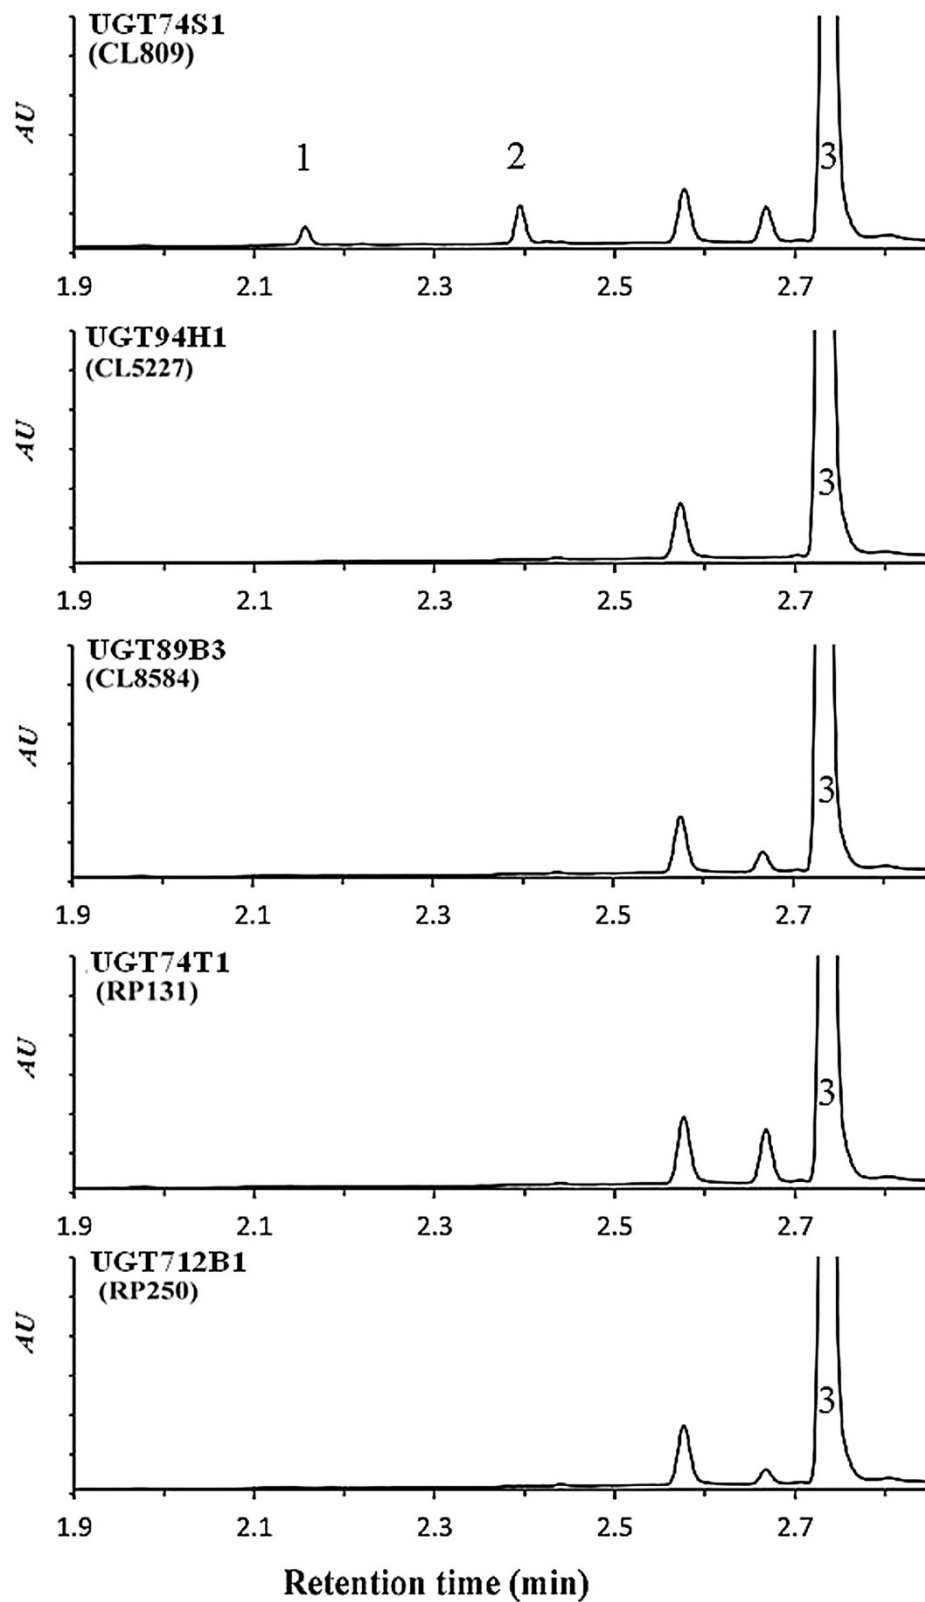 UGT74S1
(CL809)
AU
1 2 3
1.9 2.1 2.3 2.5 2.7
UGT94H1
(CL5227)
AU
3
1.9 2.1 2.3 2.5 2.7
UGT89B3
(CL8584)
AU
3
1.9 2.1 2.3 2.5 2.7
UGT74T1
(RP131)
AU
3
1.9 2.1 2.3 2.5 2.7
UGT712B1
(RP250)
AU
3
1.9 2.1 2.3 2.5 2.7
Retention time (min)